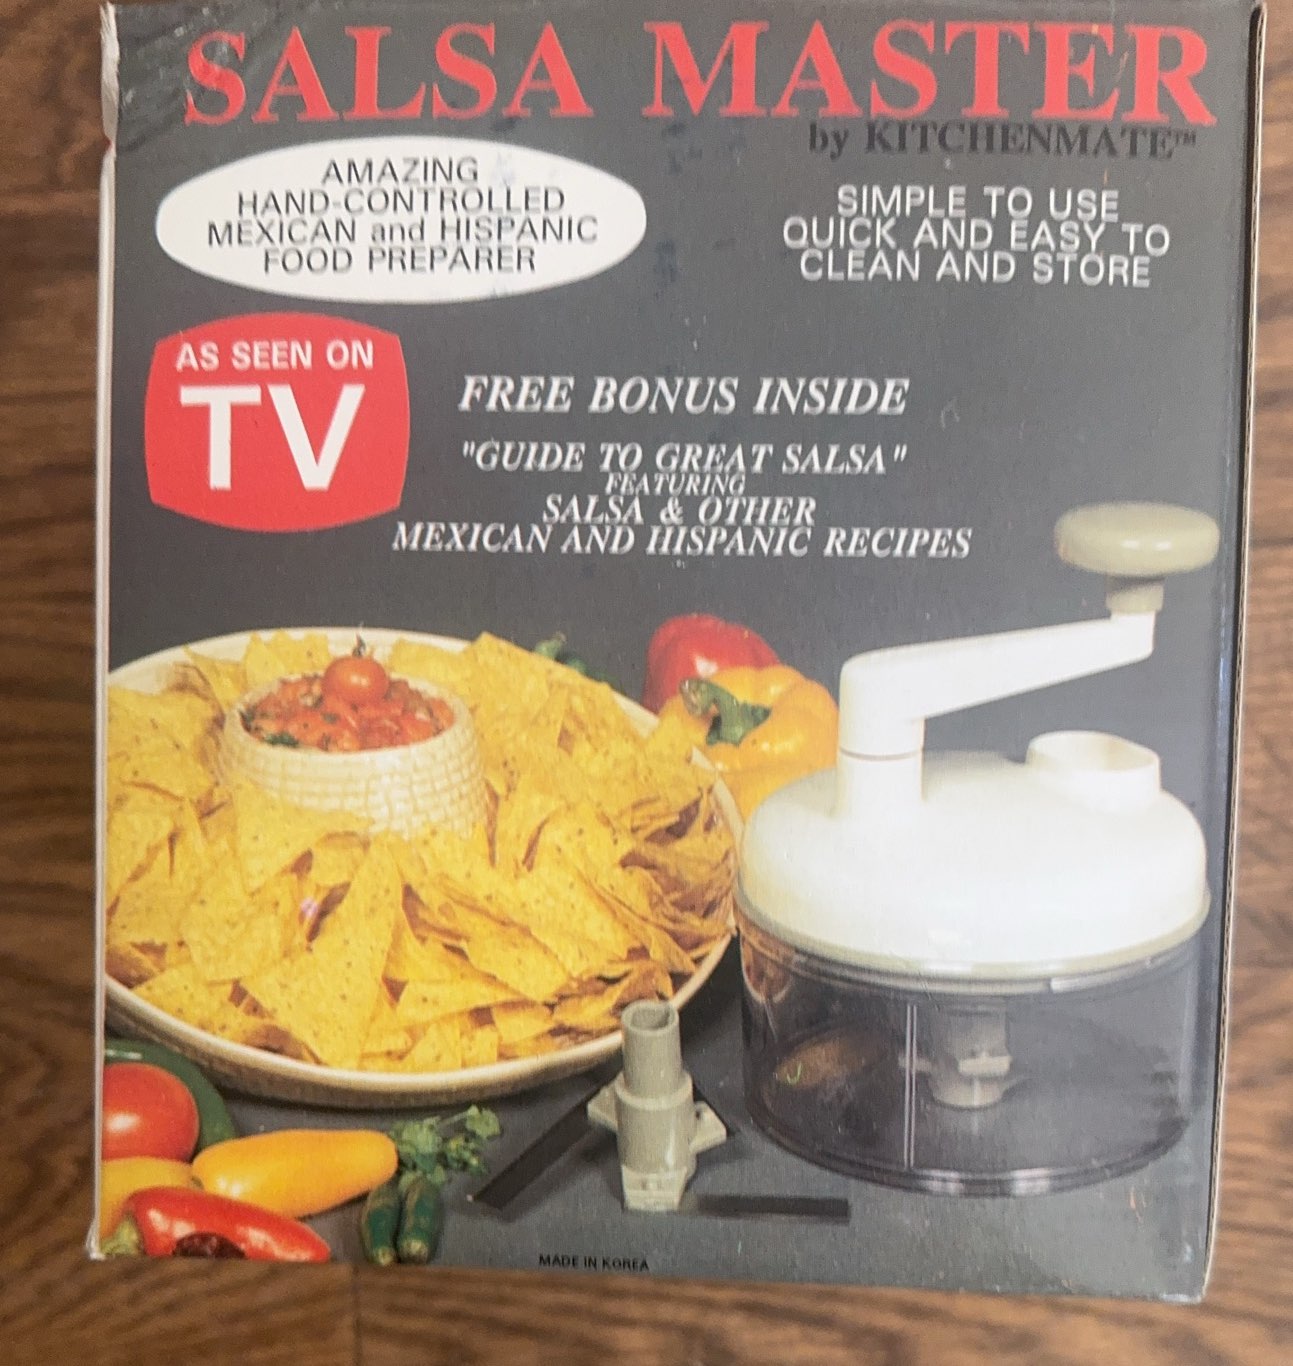 SALSA MASTER
by KITCHENMATE™
AMAZING
HAND-CONTROLLED
MEXICAN and HISPANIC
FOOD PREPARER
SIMPLE TO USE
QUICK AND EASY TO
CLEAN AND STORE
AS SEEN ON
TV
FREE BONUS INSIDE
"GUIDE TO GREAT SALSA"
FEATURING
SALSA & OTHER
MEXICAN AND HISPANIC RECIPES
MADE IN KOREA